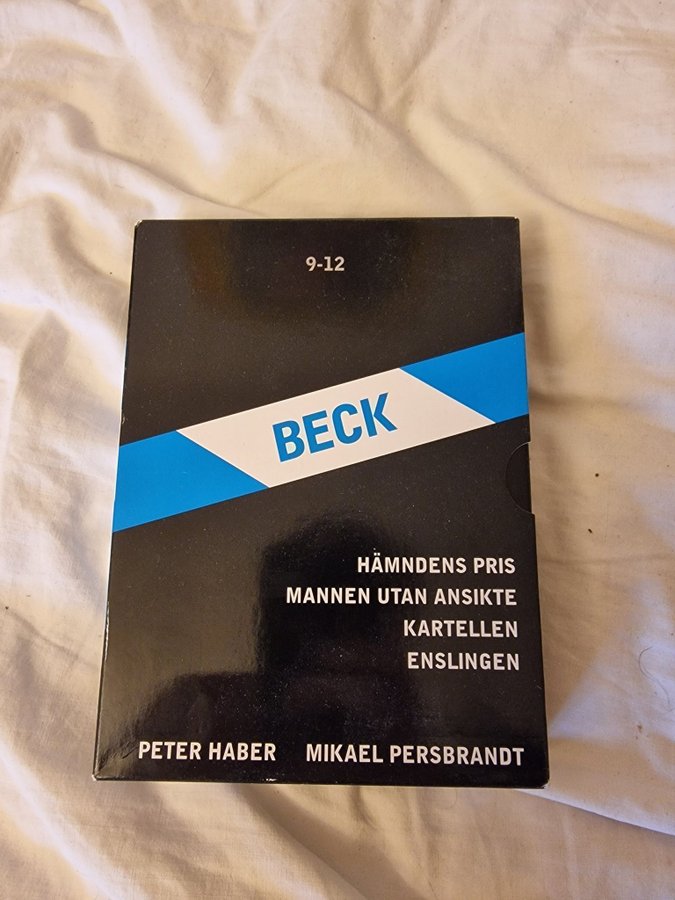 9-12
BECK
HÄMNDENS PRIS
MANNEN UTAN ANSIKTE
KARTELLEN
ENSLINGEN
PETER HABER MIKAEL PERSBRANDT